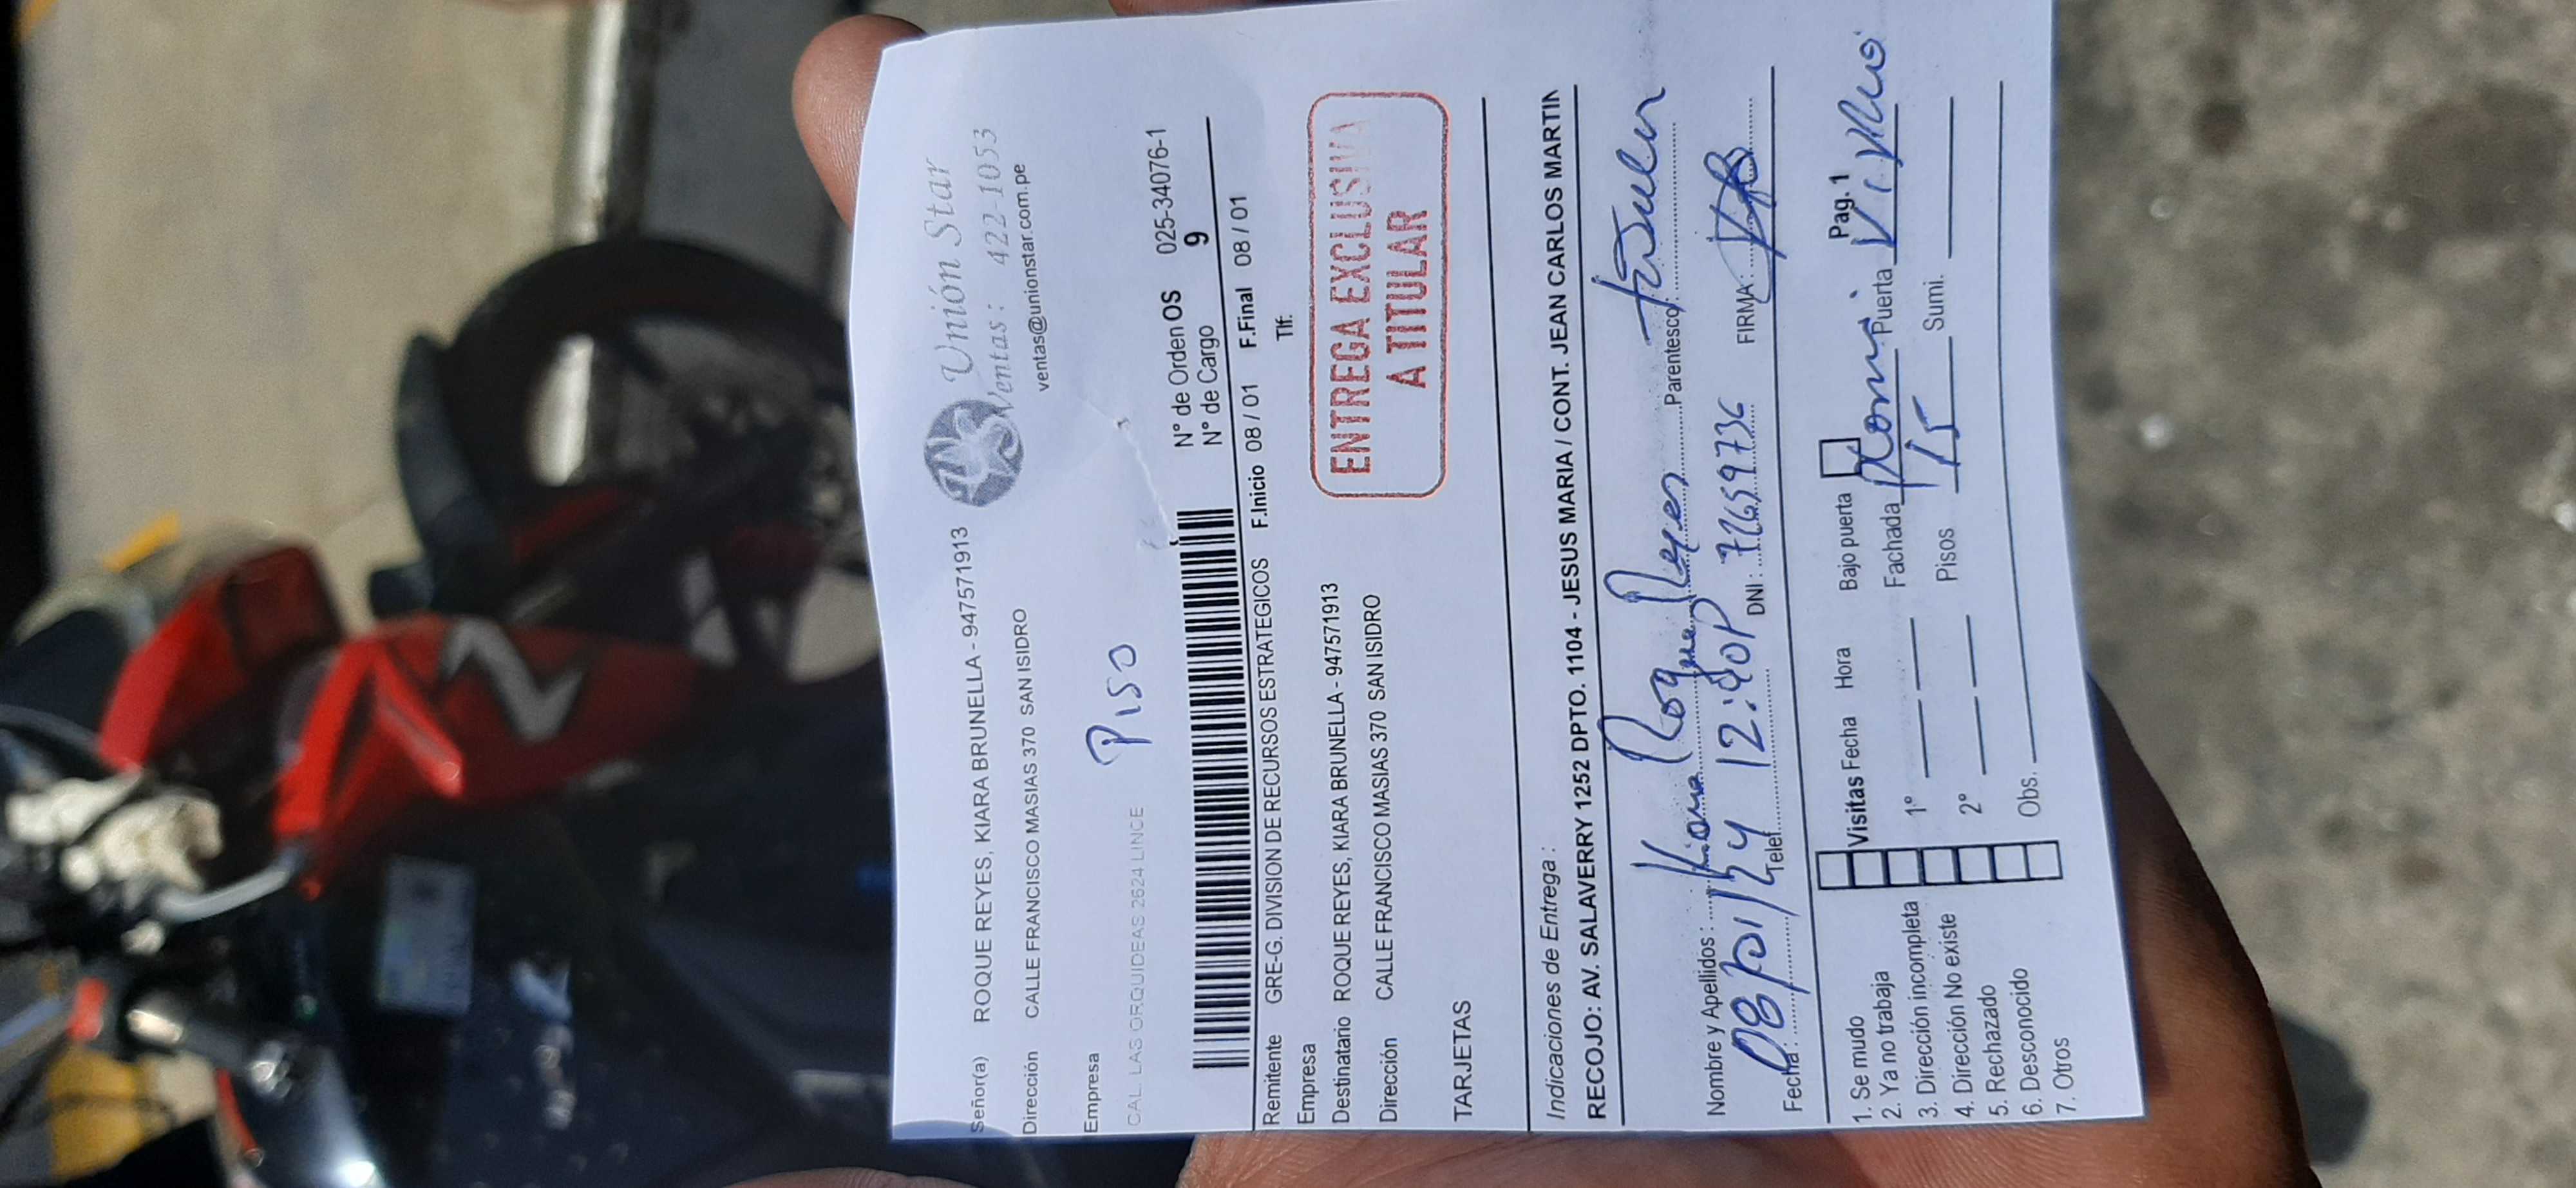 Unión Star
Ventas: 422-1053
ventas@unionstar.com.pe
Señor(a) ROQUE REYES, KIARA BRUNELLA - 947571913
Dirección CALLE FRANCISCO MASIAS 370 SAN ISIDRO
Empresa
PISO
CAL. LAS ORQUIDEAS 2624 LINCE
N° de Orden OS 025-34076-1
N° de Cargo 9
Remitente GRE-G. DIVISION DE RECURSOS ESTRATEGICOS F.Inicio 08 / 01 F.Final 08 / 01
Empresa Tlf:
Destinatario ROQUE REYES, KIARA BRUNELLA - 947571913
Dirección CALLE FRANCISCO MASIAS 370 SAN ISIDRO
ENTREGA EXCLUSIVA
A TITULAR
TARJETAS
Indicaciones de Entrega :
RECOJO: AV. SALAVERRY 1252 DPTO. 1104 - JESUS MARIA / CONT. JEAN CARLOS MARTIN
Nombre y Apellidos : Kiara Roque Reyes Parentesco: titular
Fecha: 08/01/24 12:40P Telef. DNI: 72659736 FIRMA:
Pag. 1
1. Se mudo
2. Ya no trabaja
3. Dirección incompleta
4. Dirección No existe
5. Rechazado
6. Desconocido
7. Otros
Visitas Fecha Hora Bajo puerta
1° Fachada Puerta Vidrio
2° Pisos 15 Sumi.
Obs.